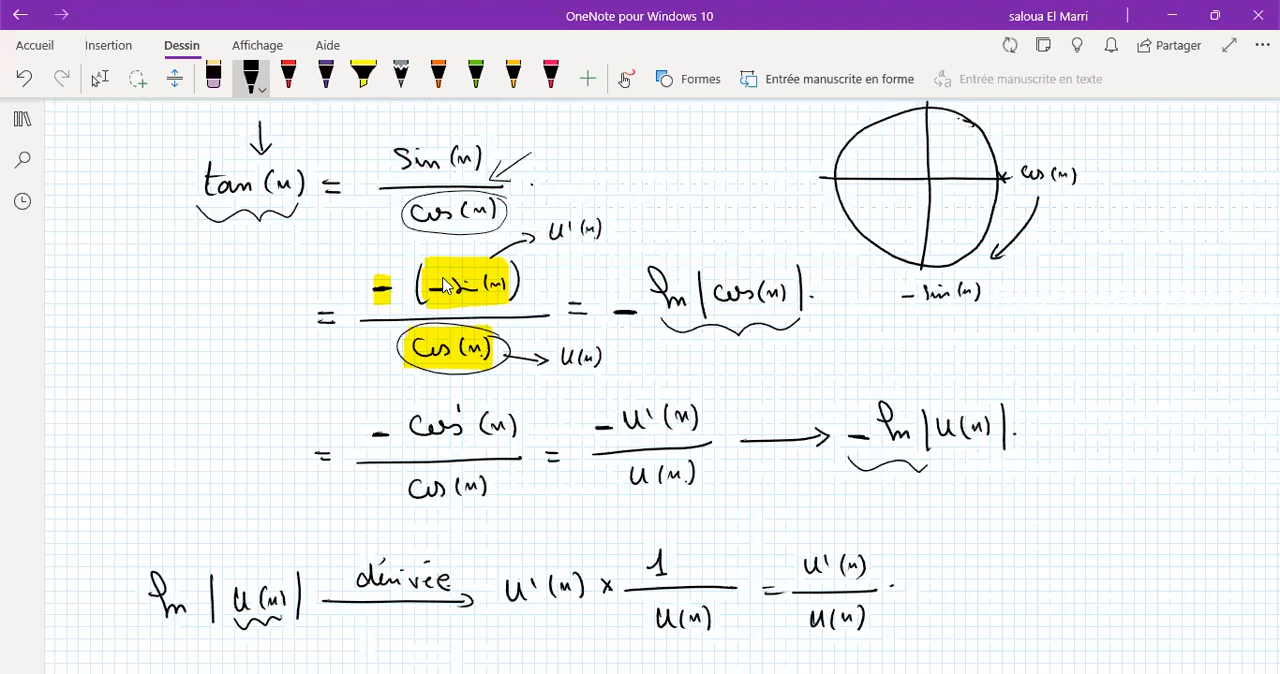 OneNote pour Windows 10
saloua El Marri
Accueil Insertion Dessin Affichage Aide
Partager
Formes Entrée manuscrite en forme Entrée manuscrite en texte
tan(x) = sin(x) / cos(x)
cos(x)
- sin(x)
= - (-sin(x)) / cos(x) = - ln|cos(x)|.
u'(x)
u(x)
= - cos'(x) / cos(x) = - u'(x) / u(x) → - ln|u(x)|.
ln|u(x)| dérivée → u'(x) × 1 / u(x) = u'(x) / u(x).